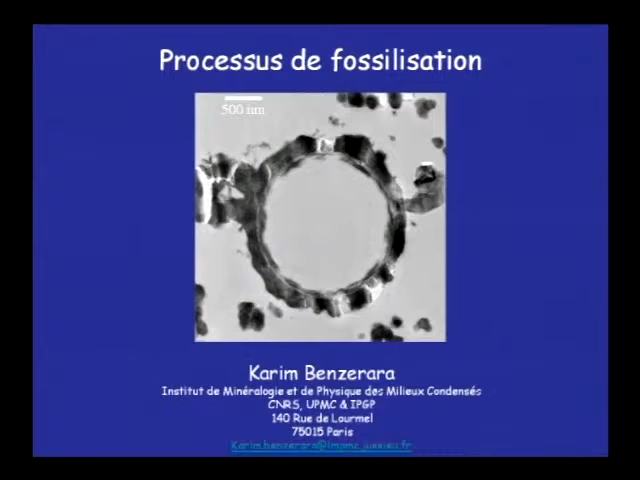 Processus de fossilisation
500 nm
Karim Benzerara
Institut de Minéralogie et de Physique des Milieux Condensés
CNRS, UPMC & IPGP
140 Rue de Lourmel
75015 Paris
Karim.benzerara@impmc.jussieu.fr